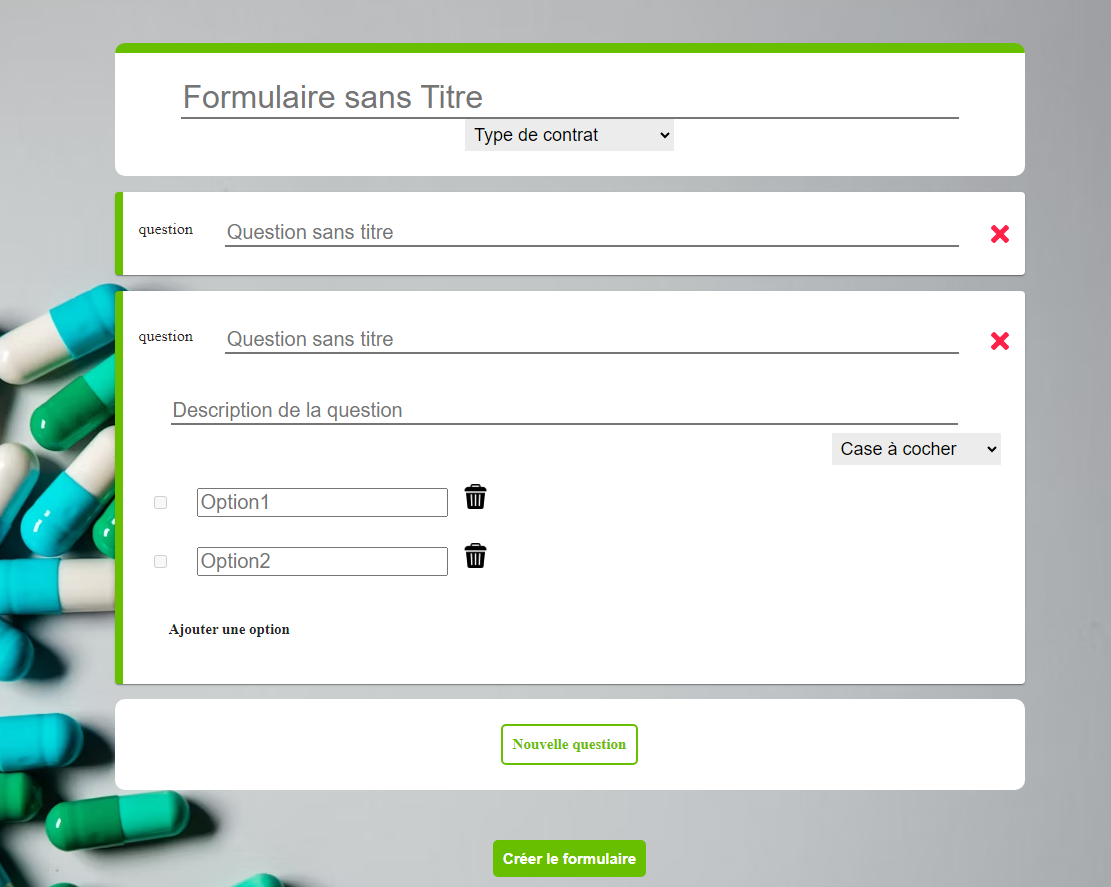 Formulaire sans Titre
Type de contrat
question
Question sans titre
question
Question sans titre
Description de la question
Case à cocher
Option1
Option2
Ajouter une option
Nouvelle question
Créer le formulaire